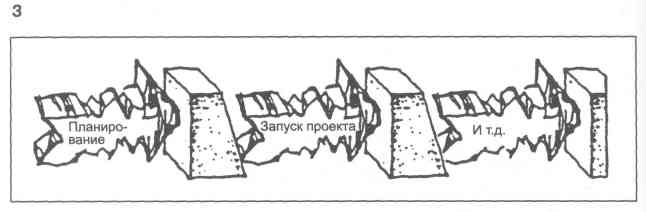 3
Планиро-
вание
Запуск проекта
И т.д.